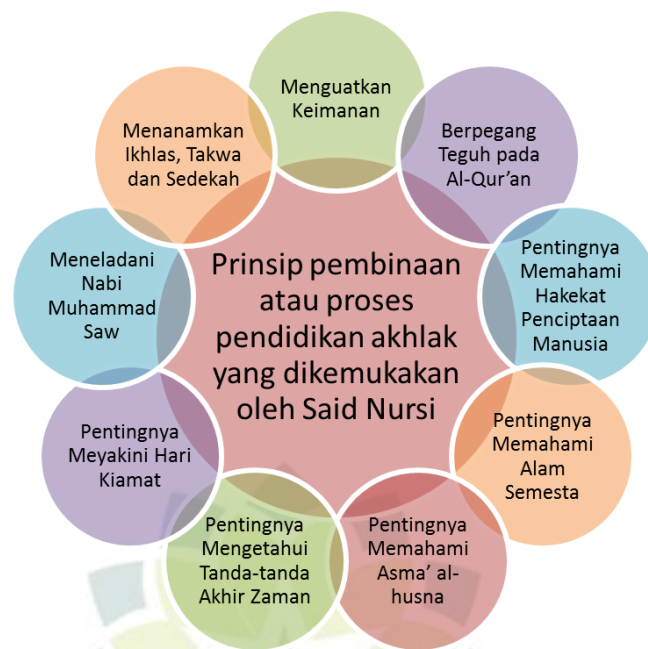 Menguatkan
Keimanan
Berpegang
Teguh pada
Al-Qur’an
Pentingnya
Memahami
Hakekat
Penciptaan
Manusia
Pentingnya
Memahami
Alam
Semesta
Pentingnya
Memahami
Asma’ al-
husna
Pentingnya
Mengetahui
Tanda-tanda
Akhir Zaman
Pentingnya
Meyakini Hari
Kiamat
Meneladani
Nabi
Muhammad
Saw
Menanamkan
Ikhlas, Takwa
dan Sedekah
Prinsip pembinaan
atau proses
pendidikan akhlak
yang dikemukakan
oleh Said Nursi